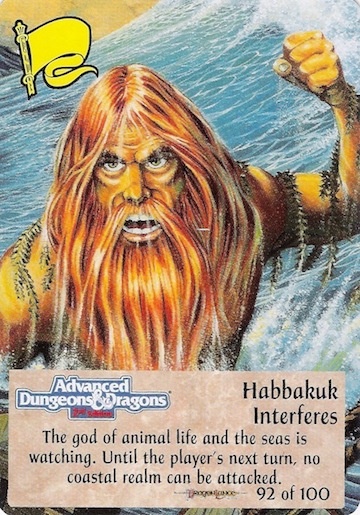 Advanced
Dungeons & Dragons
2nd Edition
Habbakuk
Interferes
The god of animal life and the seas is
watching. Until the player's next turn, no
coastal realm can be attacked.
DragonLance
92 of 100